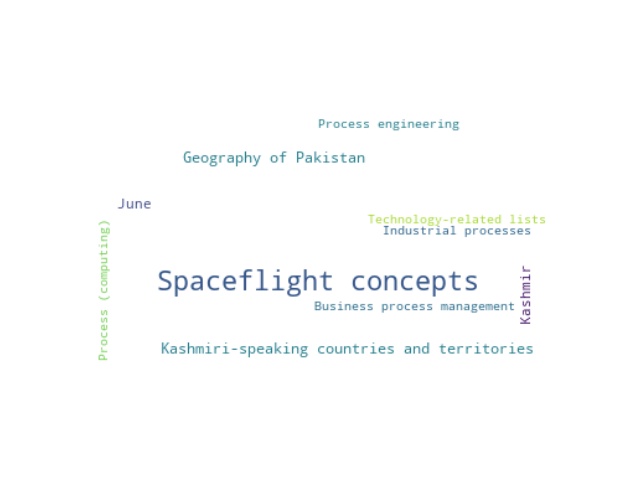 Process engineering
Geography of Pakistan
June
Technology-related lists
Industrial processes
Process (computing)
Spaceflight concepts
Kashmir
Business process management
Kashmiri-speaking countries and territories